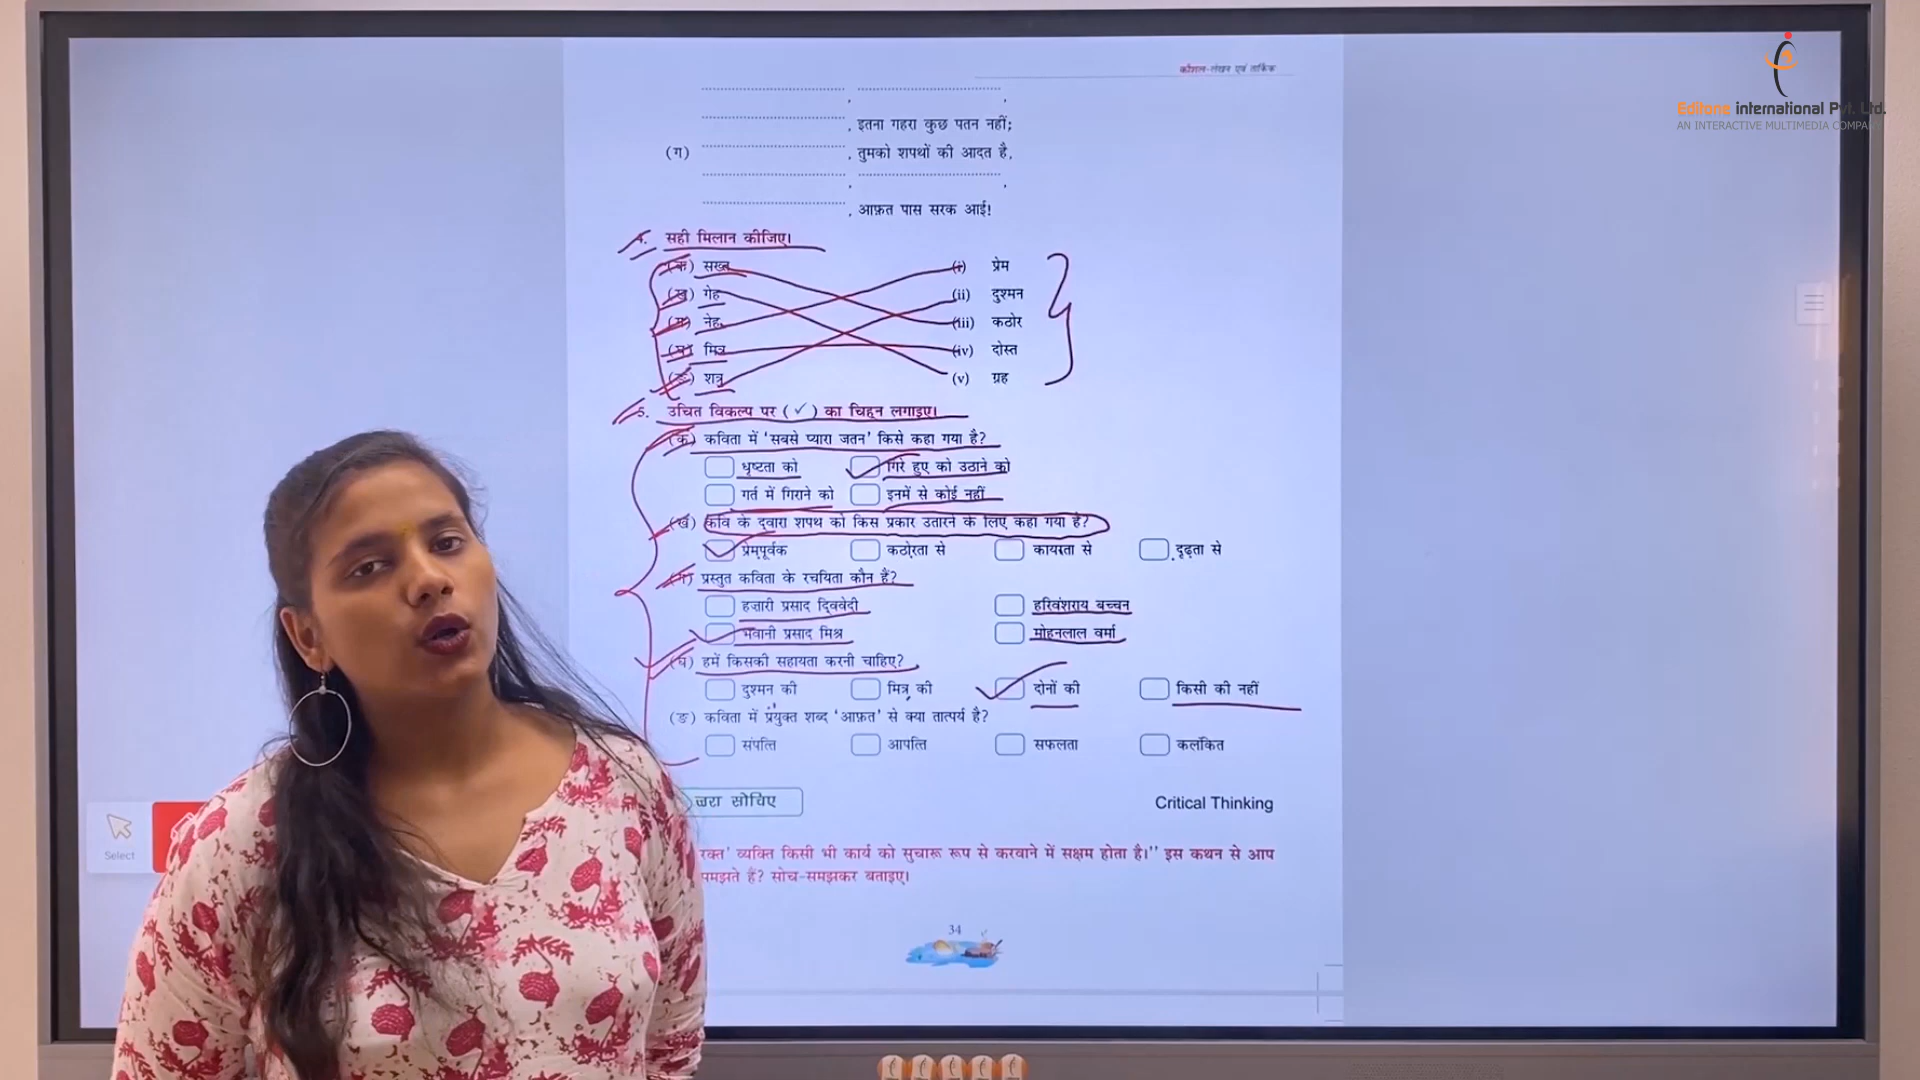 कौशल-लेखन एवं तार्किक
Editone international Pvt. Ltd.
AN INTERACTIVE MULTIMEDIA COMPANY
, इतना गहरा कुछ पतन नहीं;
(ग) , तुमको शपथों की आदत है,
, आफ़त पास सरक आई!
4. सही मिलान कीजिए।
(क) सख्त (i) प्रेम
(ख) गेह (ii) दुश्मन
(ग) नेह (iii) कठोर
(घ) मित्र (iv) दोस्त
(ङ) शत्रु (v) ग्रह
5. उचित विकल्प पर (✓) का चिह्न लगाइए।
(क) कविता में 'सबसे प्यारा जतन' किसे कहा गया है?
धृष्टता को गिरे हुए को उठाने को
गर्त में गिराने को इनमें से कोई नहीं
(ख) कवि के द्वारा शपथ को किस प्रकार उतारने के लिए कहा गया है?
प्रेमपूर्वक कठोरता से कायरता से दृढ़ता से
(ग) प्रस्तुत कविता के रचयिता कौन हैं?
हज़ारी प्रसाद द्विवेदी हरिवंशराय बच्चन
भवानी प्रसाद मिश्र मोहनलाल वर्मा
(घ) हमें किसकी सहायता करनी चाहिए?
दुश्मन की मित्र की दोनों की किसी की नहीं
(ङ) कविता में प्रयुक्त शब्द 'आफ़त' से क्या तात्पर्य है?
संपत्ति आपत्ति सफलता कलंकित
ज़रा सोचिए Critical Thinking
Select
रक्त' व्यक्ति किसी भी कार्य को सुचारू रूप से करवाने में सक्षम होता है।'' इस कथन से आप
समझते हैं? सोच-समझकर बताइए।
34